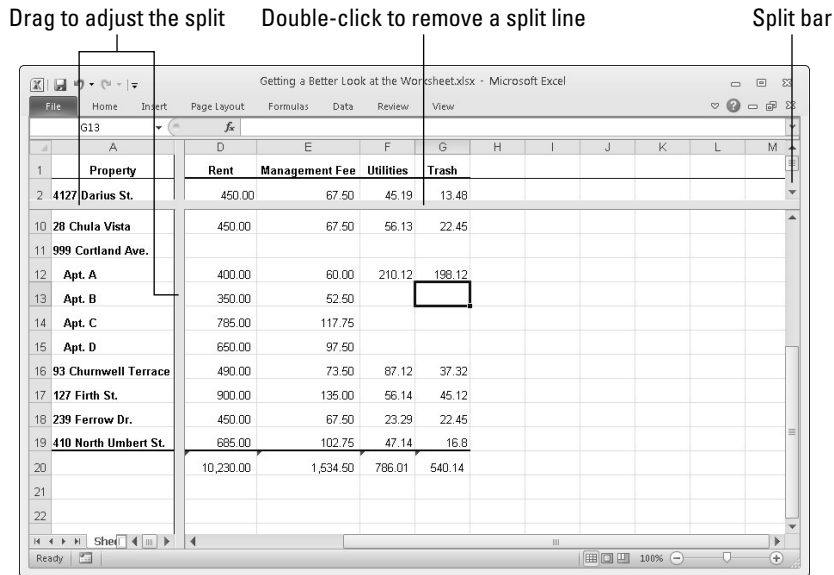 Drag to adjust the split Double-click to remove a split line Split bar
Getting a Better Look at the Worksheet.xlsx - Microsoft Excel
File Home Insert Page Layout Formulas Data Review View
G13 fx
A D E F G H I J K L M
1 Property Rent Management Fee Utilities Trash
2 4127 Darius St. 450.00 67.50 45.19 13.48
10 28 Chula Vista 450.00 67.50 56.13 22.45
11 999 Cortland Ave.
12 Apt. A 400.00 60.00 210.12 198.12
13 Apt. B 350.00 52.50
14 Apt. C 785.00 117.75
15 Apt. D 650.00 97.50
16 93 Churnwell Terrace 490.00 73.50 87.12 37.32
17 127 Firth St. 900.00 135.00 56.14 45.12
18 239 Ferrow Dr. 450.00 67.50 23.29 22.45
19 410 North Umbert St. 685.00 102.75 47.14 16.8
20 10,230.00 1,534.50 786.01 540.14
21
22
Shee
Ready 100%